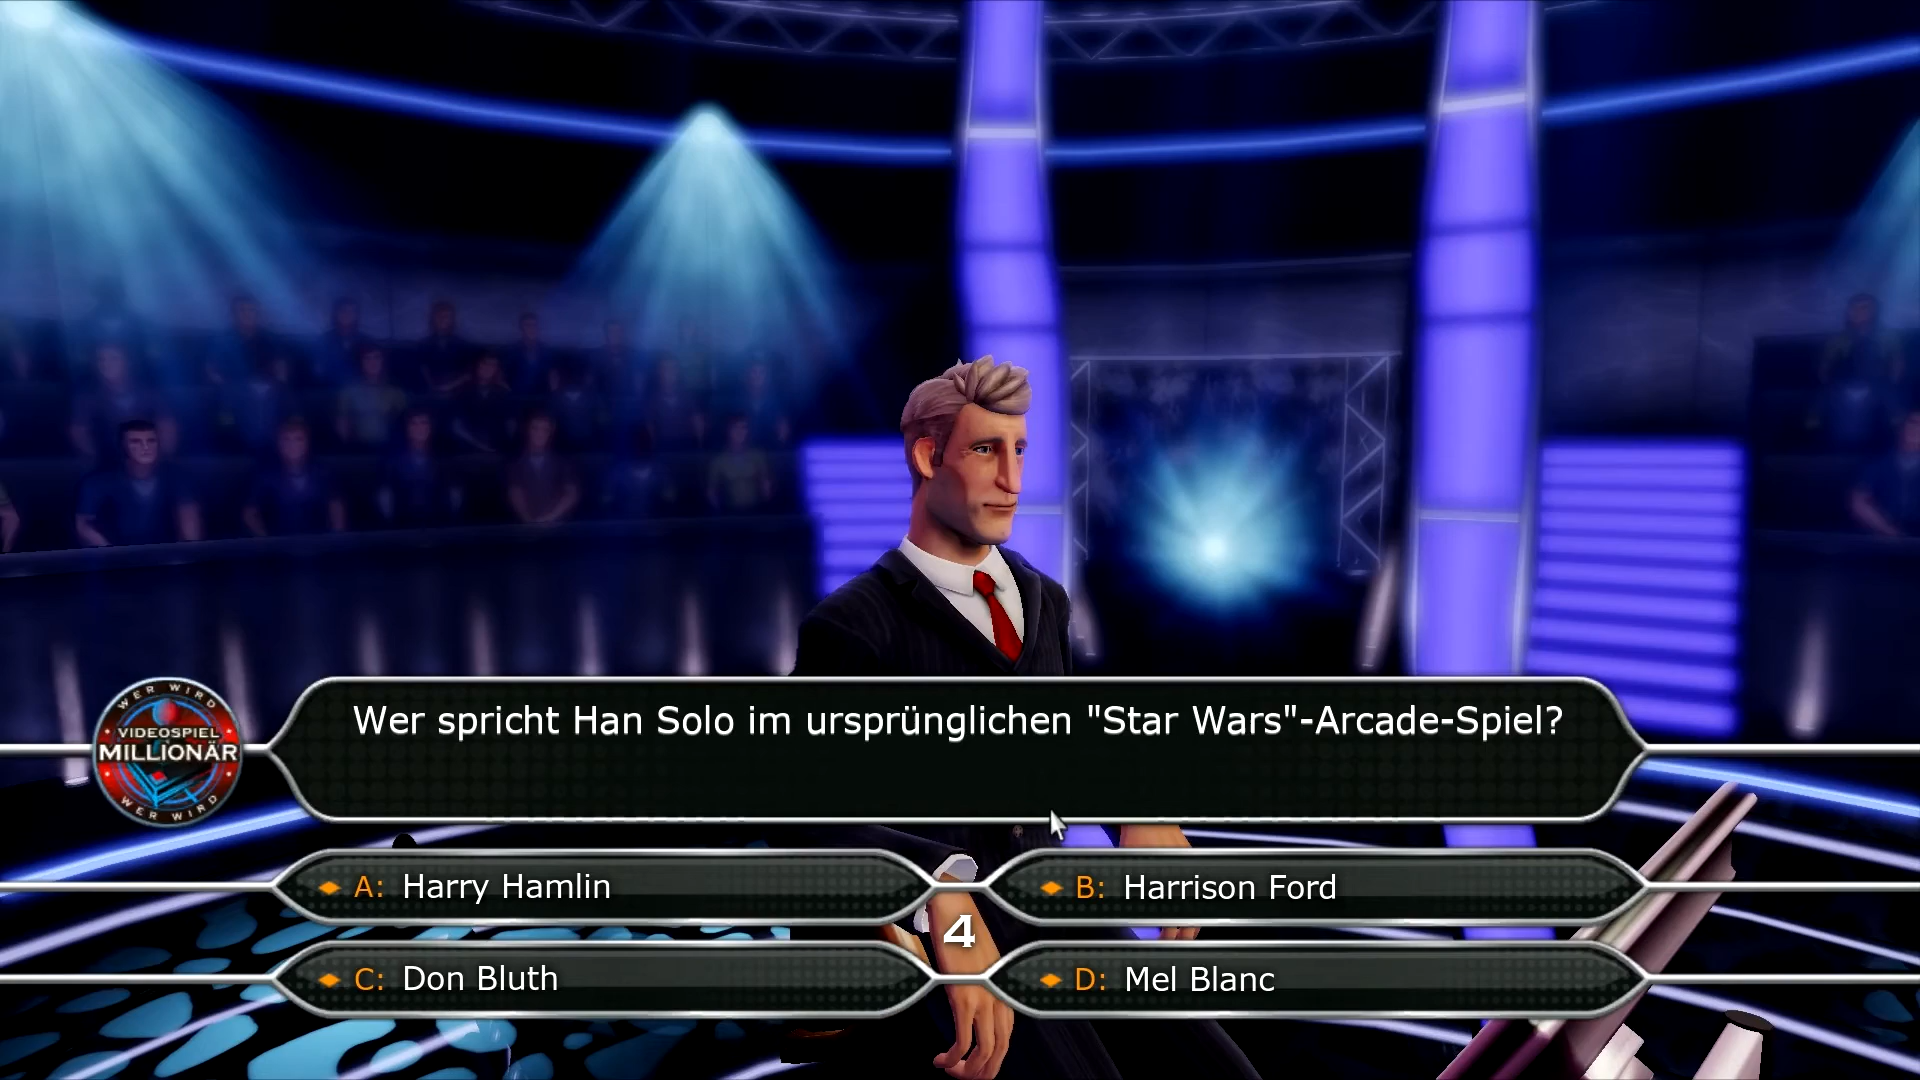 Wer spricht Han Solo im ursprünglichen "Star Wars"-Arcade-Spiel?
WER WIRD
VIDEOSPIEL
MILLIONÄR
WER WIRD
A: Harry Hamlin
B: Harrison Ford
4
C: Don Bluth
D: Mel Blanc